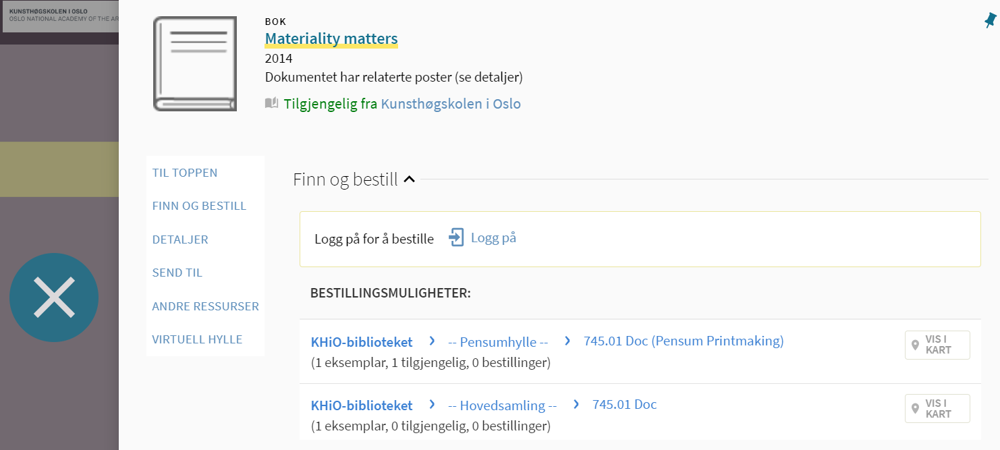 KUNSTHØGSKOLEN I OSLO
OSLO NATIONAL ACADEMY OF THE AR
BOK
Materiality matters
2014
Dokumentet har relaterte poster (se detaljer)
Tilgjengelig fra Kunsthøgskolen i Oslo
TIL TOPPEN
FINN OG BESTILL
DETALJER
SEND TIL
ANDRE RESSURSER
VIRTUELL HYLLE
Finn og bestill
Logg på for å bestille Logg på
BESTILLINGSMULIGHETER:
KHiO-biblioteket -- Pensumhylle -- 745.01 Doc (Pensum Printmaking)
(1 eksemplar, 1 tilgjengelig, 0 bestillinger)
VIS I
KART
KHiO-biblioteket -- Hovedsamling -- 745.01 Doc
(1 eksemplar, 0 tilgjengelig, 0 bestillinger)
VIS I
KART